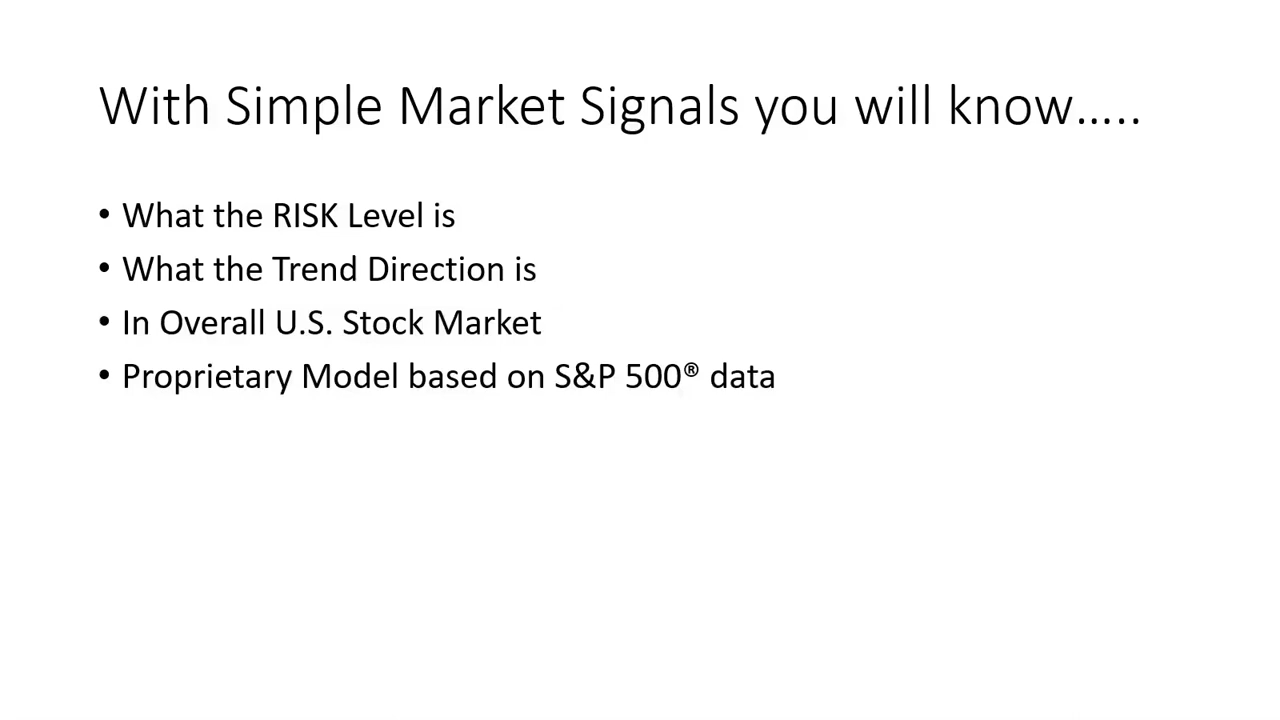 With Simple Market Signals you will know…..
• What the RISK Level is
• What the Trend Direction is
• In Overall U.S. Stock Market
• Proprietary Model based on S&P 500® data